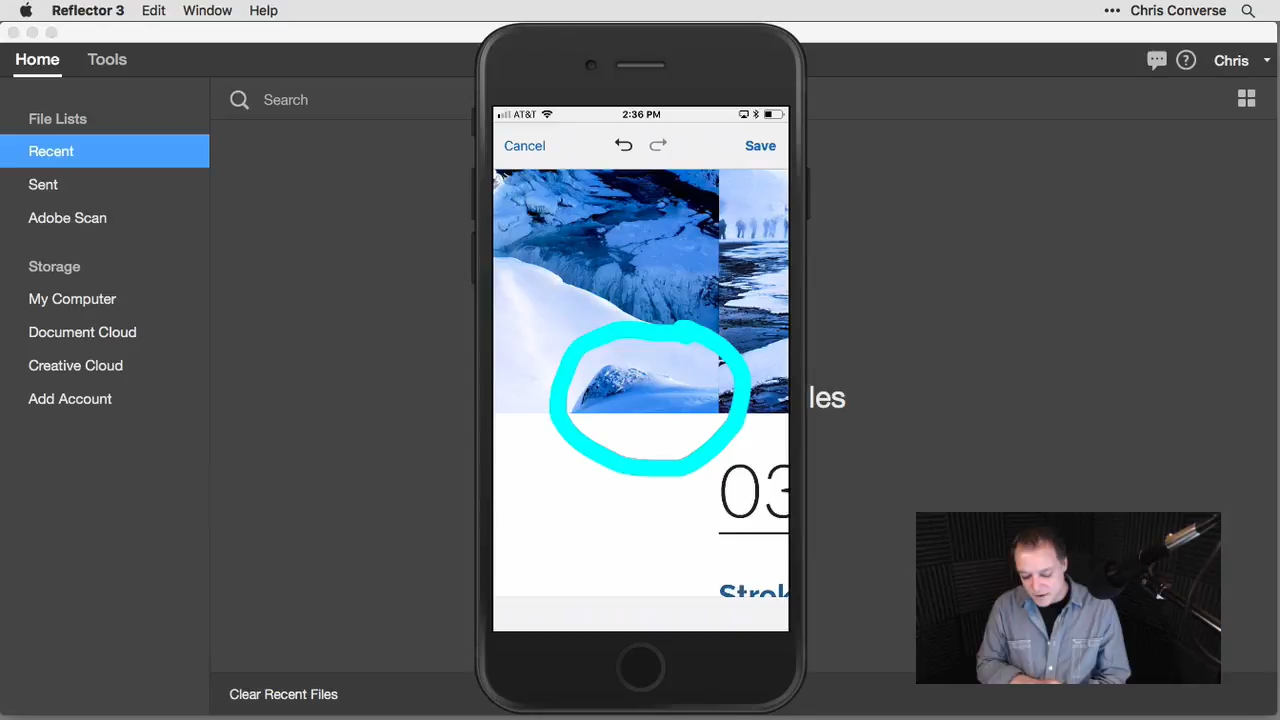 Reflector 3 Edit Window Help
••• Chris Converse
Home Tools
Chris
File Lists
Search
Recent
Sent
Adobe Scan
Storage
My Computer
Document Cloud
Creative Cloud
Add Account
AT&T 2:36 PM
Cancel Save
les
03
Strok
Clear Recent Files